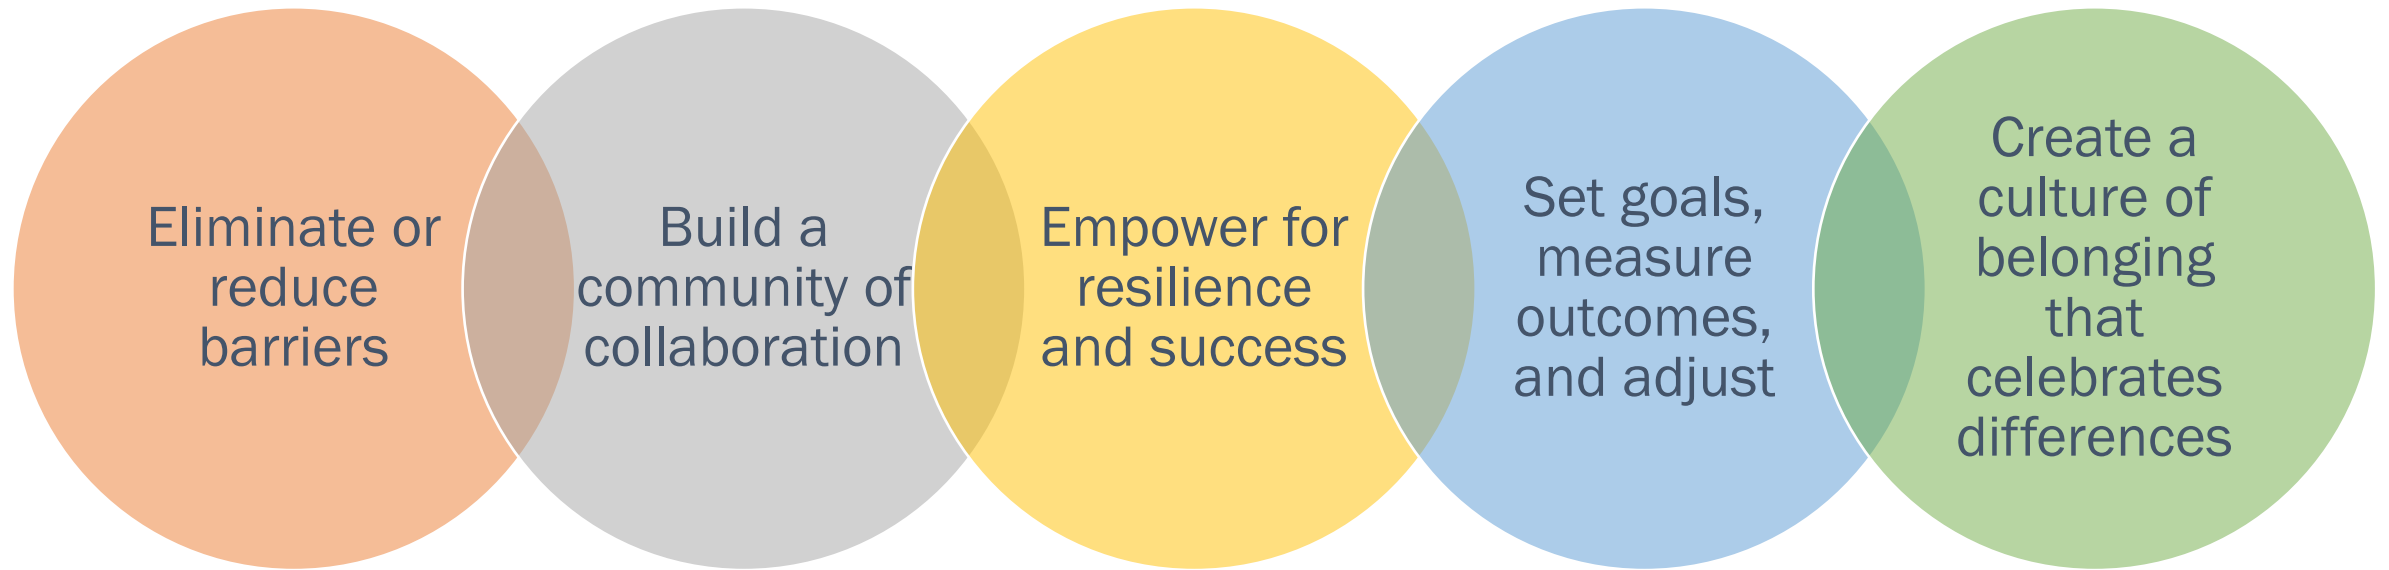 Eliminate or
reduce
barriers
Build a
community of
collaboration
Empower for
resilience
and success
Set goals,
measure
outcomes,
and adjust
Create a
culture of
belonging
that
celebrates
differences